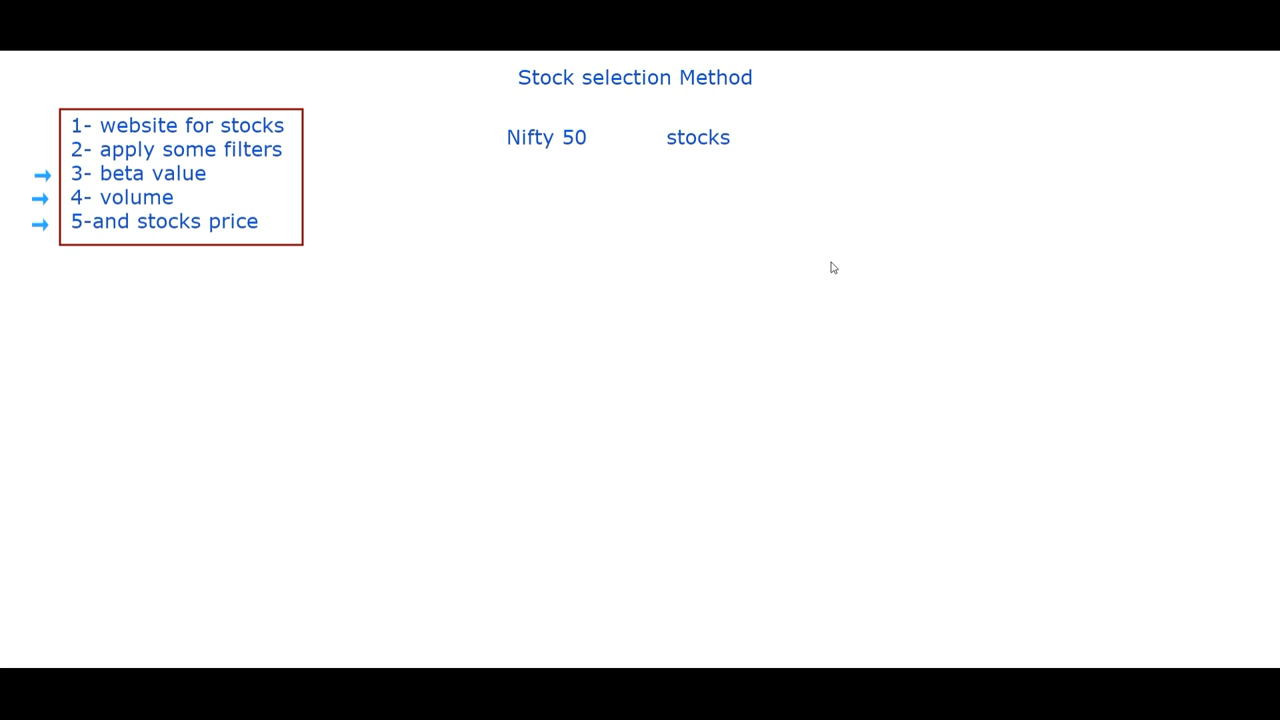 Stock selection Method
1- website for stocks
2- apply some filters
3- beta value
4- volume
5-and stocks price
Nifty 50 stocks